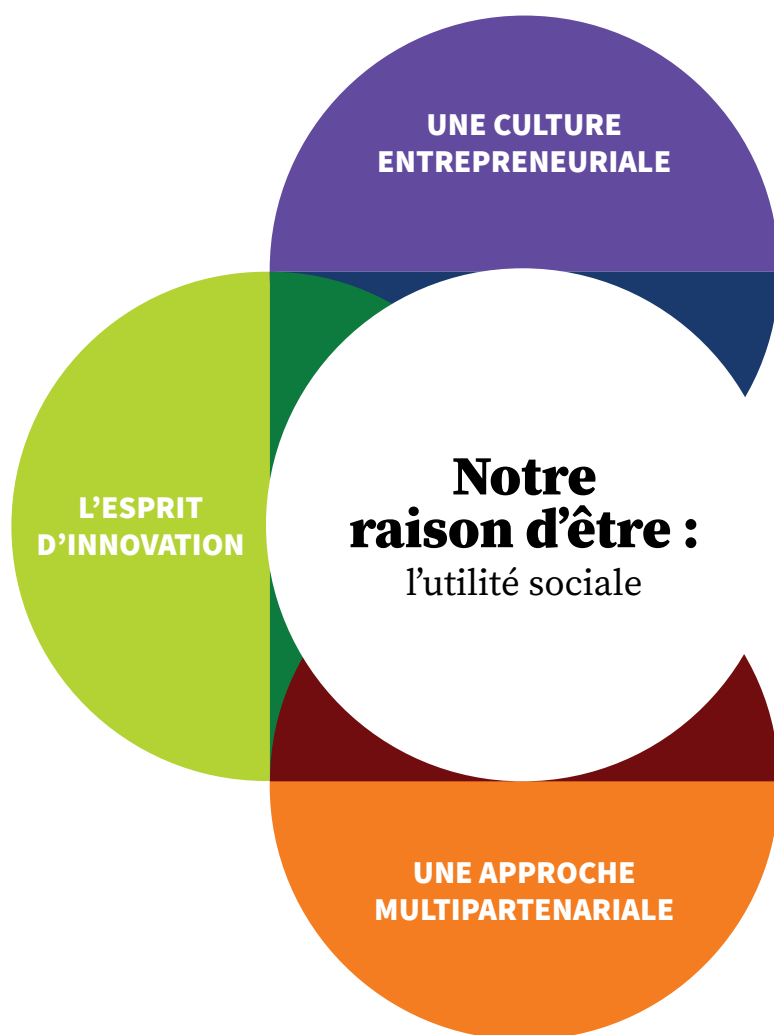 UNE CULTURE
ENTREPRENEURIALE
L’ESPRIT
D’INNOVATION
Notre
raison d’être :
l’utilité sociale
UNE APPROCHE
MULTIPARTENARIALE